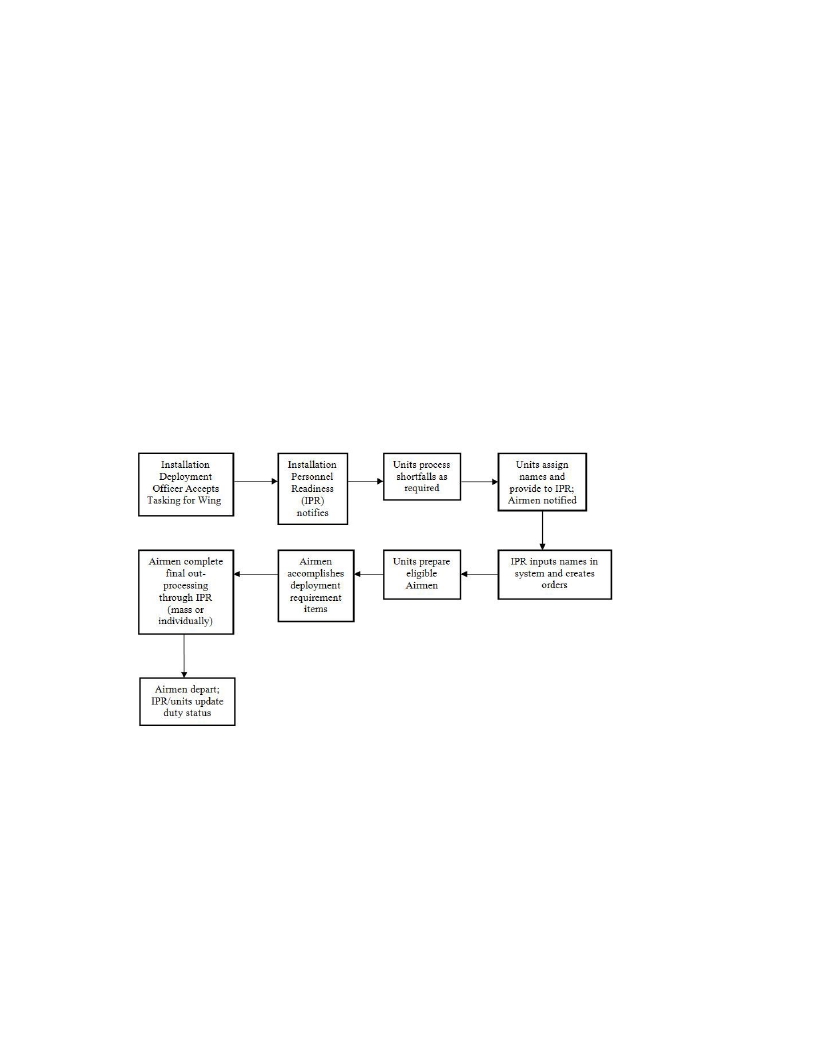 Installation
Deployment
Officer Accepts
Tasking for Wing
Installation
Personnel
Readiness
(IPR)
notifies
Units process
shortfalls as
required
Units assign
names and
provide to IPR;
Airmen notified
IPR inputs names in
system and creates
orders
Units prepare
eligible
Airmen
Airmen
accomplishes
deployment
requirement
items
Airmen complete
final out-
processing
through IPR
(mass or
individually)
Airmen depart;
IPR/units update
duty status